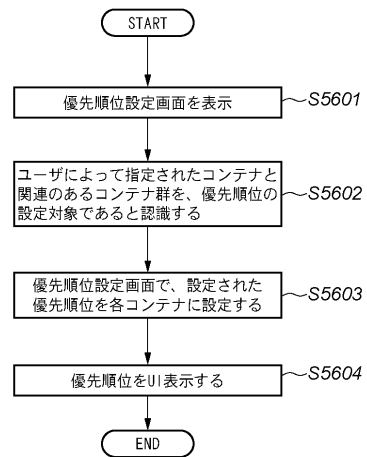 START
優先順位設定画面を表示
S5601
ユーザによって指定されたコンテナと
関連のあるコンテナ群を、優先順位の
設定対象であると認識する
S5602
優先順位設定画面で、設定された
優先順位を各コンテナに設定する
S5603
優先順位をUI表示する
S5604
END